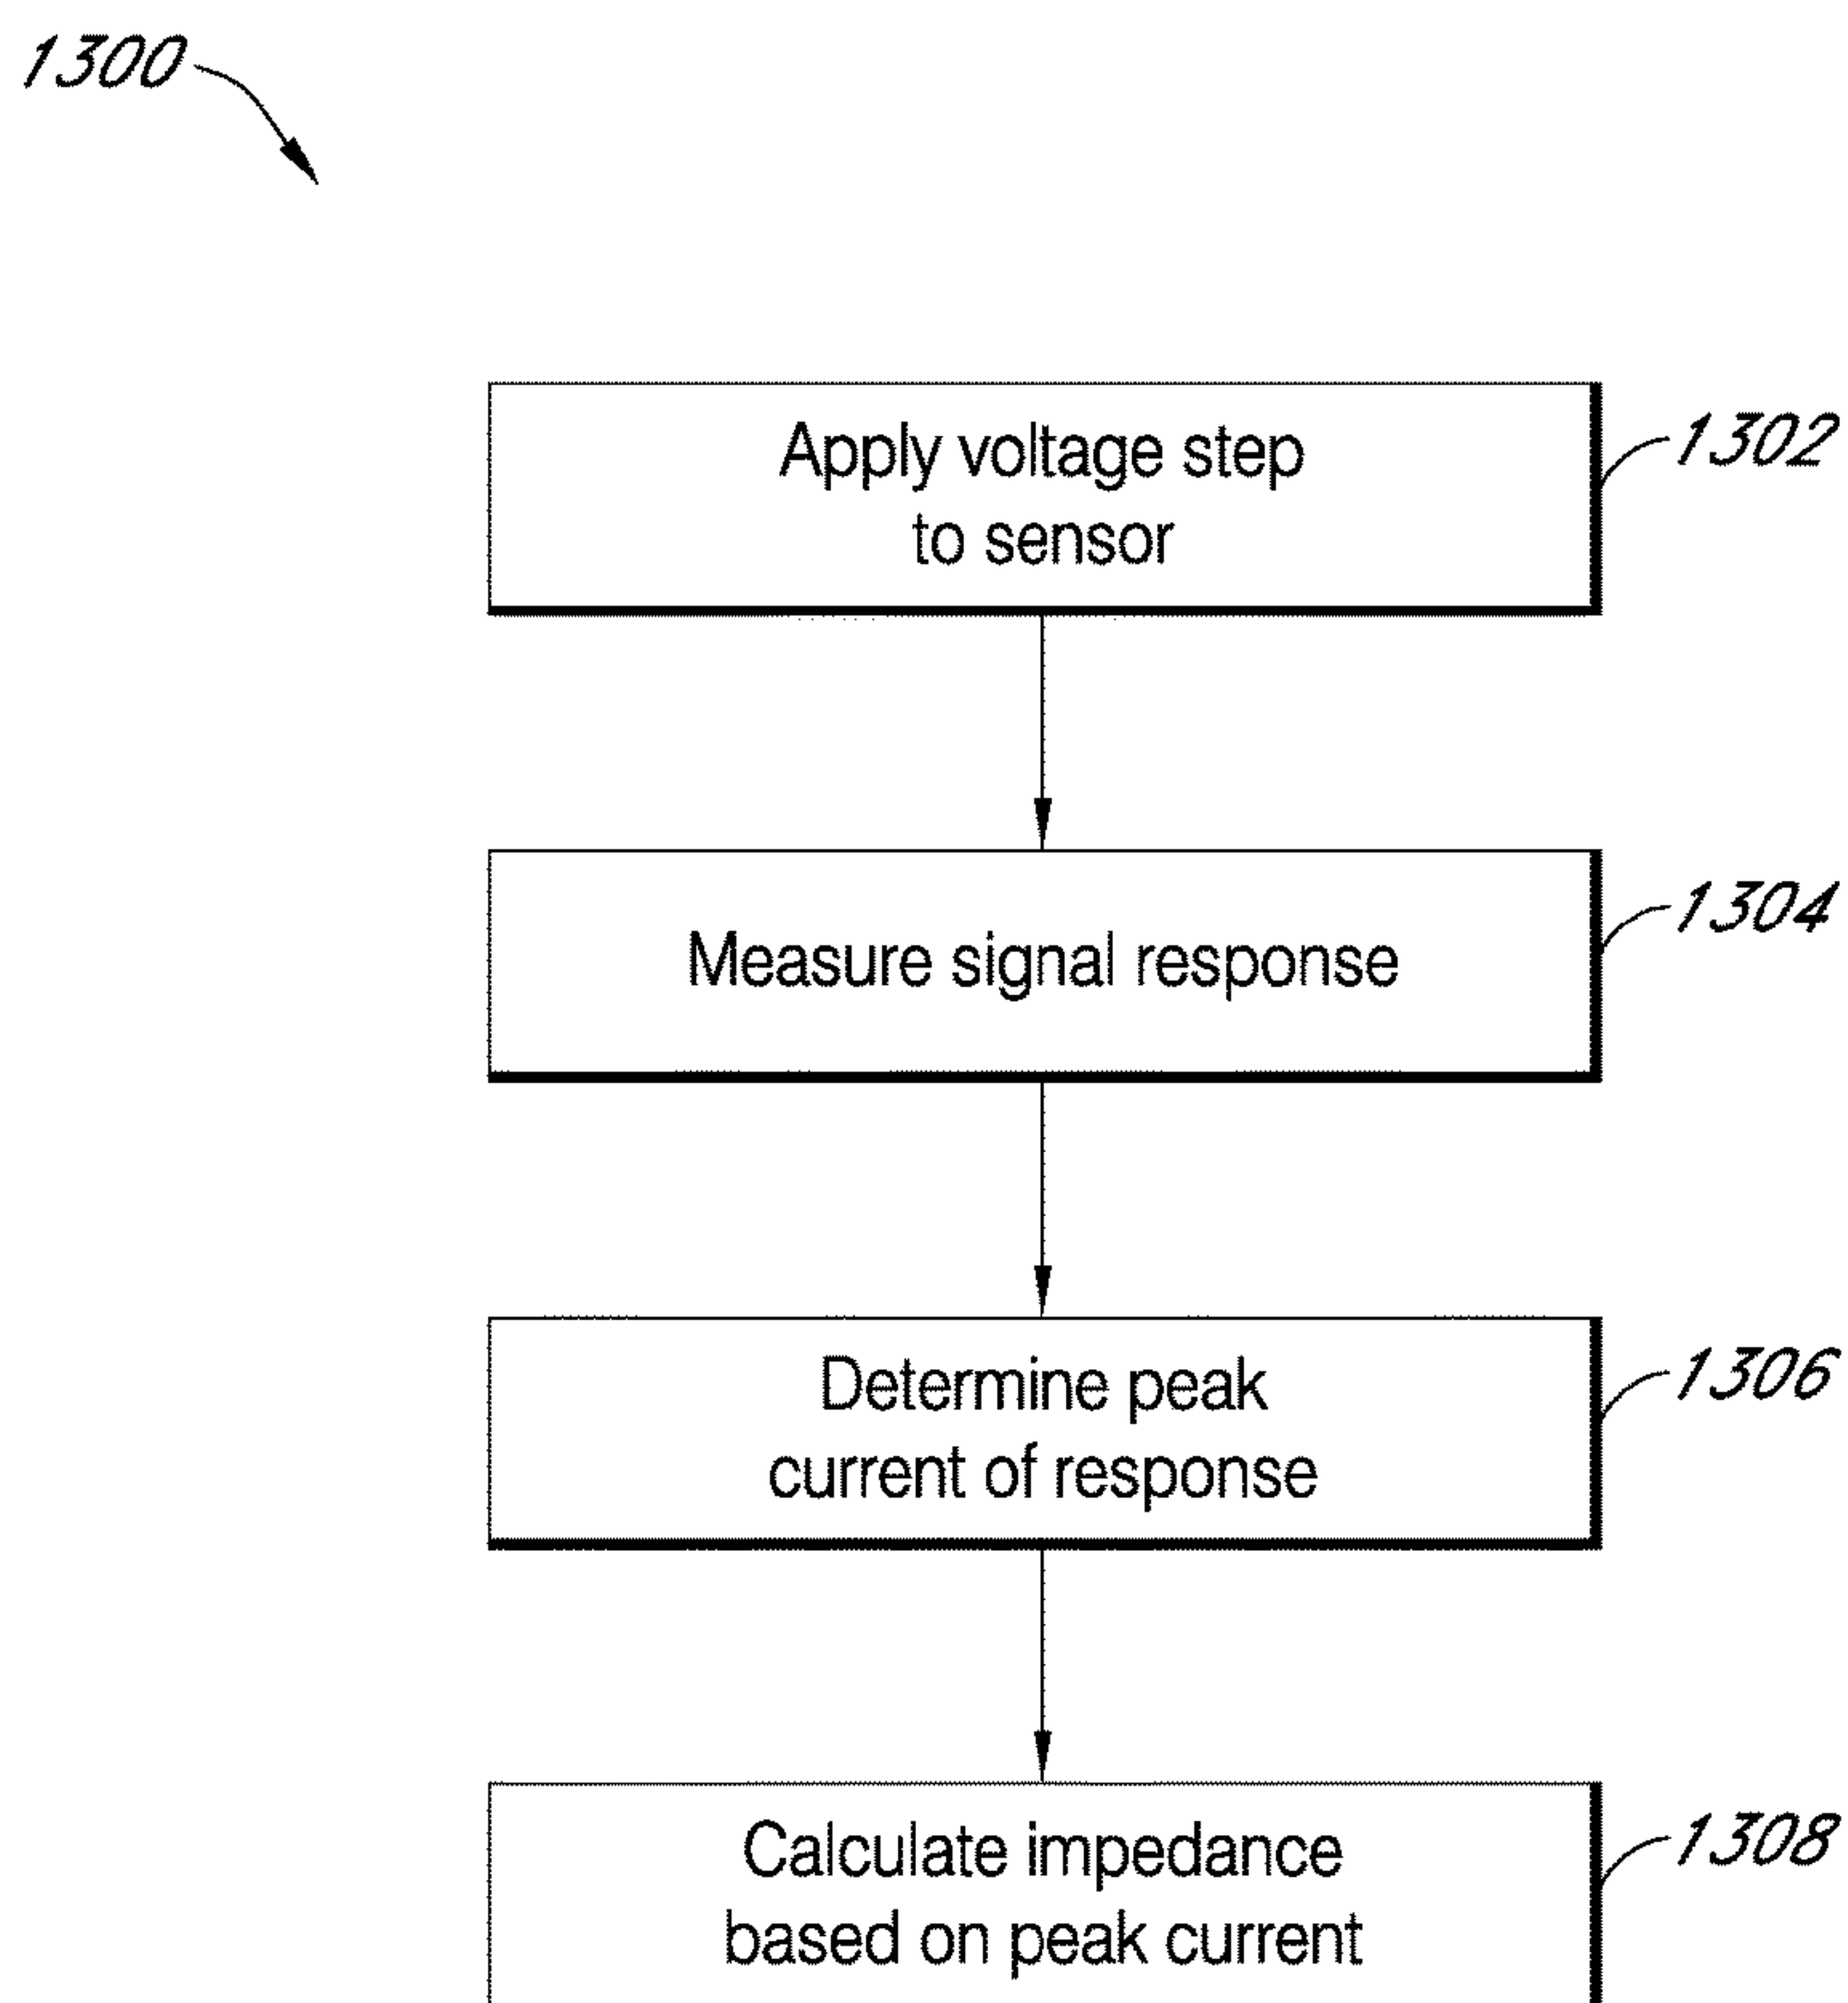 1300
Apply voltage step
to sensor
1302
Measure signal response
1304
Determine peak
current of response
1306
Calculate impedance
based on peak current
1308